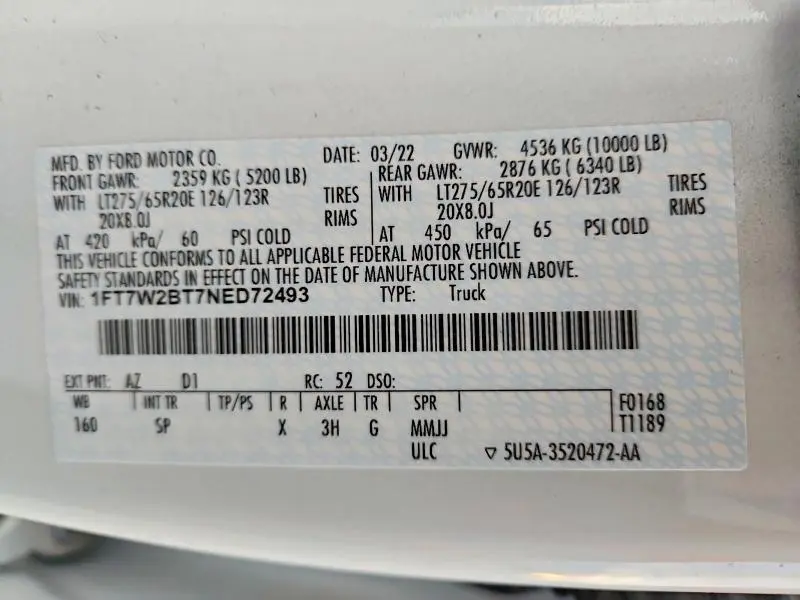 MFD. BY FORD MOTOR CO. DATE: 03/22 GVWR: 4536 KG (10000 LB)
FRONT GAWR: 2359 KG ( 5200 LB) REAR GAWR: 2876 KG ( 6340 LB)
WITH LT275/65R20E 126/123R TIRES WITH LT275/65R20E 126/123R TIRES
20X8.0J RIMS 20X8.0J RIMS
AT 420 kPa/ 60 PSI COLD AT 450 kPa/ 65 PSI COLD
THIS VEHICLE CONFORMS TO ALL APPLICABLE FEDERAL MOTOR VEHICLE
SAFETY STANDARDS IN EFFECT ON THE DATE OF MANUFACTURE SHOWN ABOVE.
VIN: 1FT7W2BT7NED72493 TYPE: Truck
EXT PNT: AZ D1 RC: 52 DSO:
WB INT TR TP/PS R AXLE TR SPR F0168
160 SP X 3H G MMJJ T1189
ULC ▽ 5U5A-3520472-AA